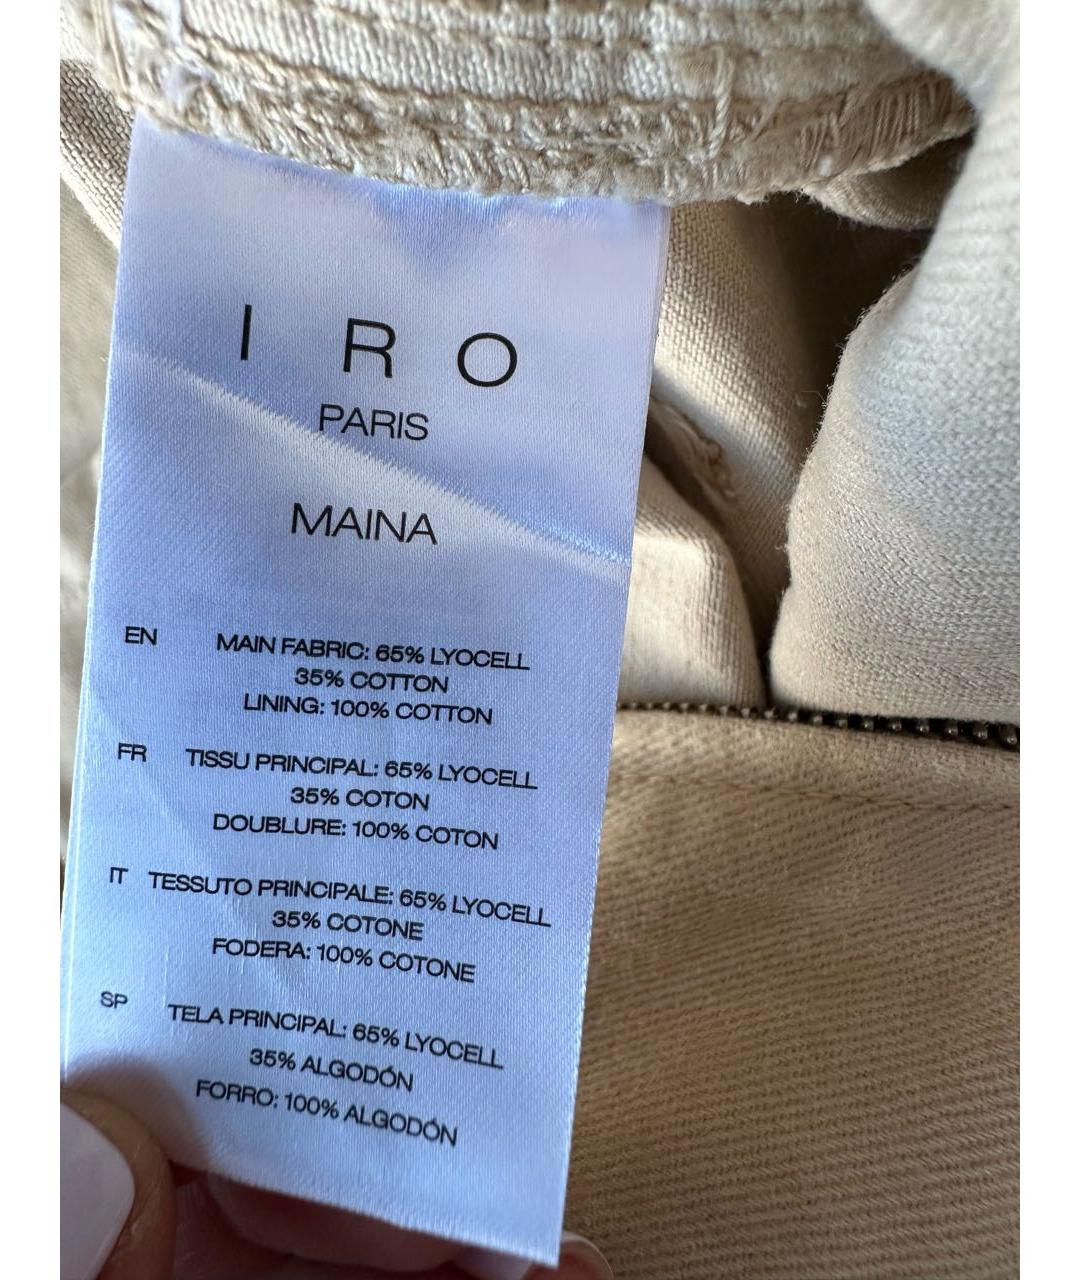 I R O
PARIS
MAINA
EN MAIN FABRIC: 65% LYOCELL
35% COTTON
LINING: 100% COTTON
FR TISSU PRINCIPAL: 65% LYOCELL
35% COTON
DOUBLURE: 100% COTON
IT TESSUTO PRINCIPALE: 65% LYOCELL
35% COTONE
FODERA: 100% COTONE
SP TELA PRINCIPAL: 65% LYOCELL
35% ALGODÓN
FORRO: 100% ALGODÓN